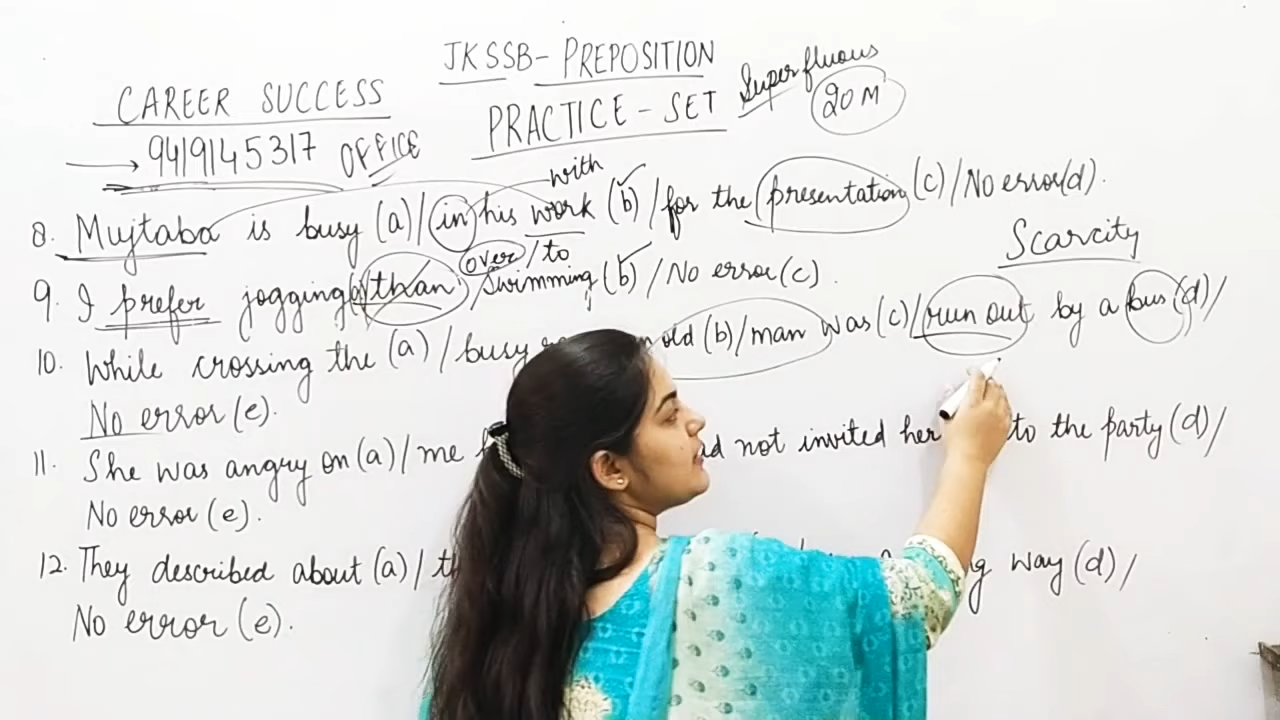 JKSSB- PREPOSITION
PRACTICE - SET
Superfluous
20 M
CAREER SUCCESS
→ 9419145317 OFFICE
with
8. Mujtaba is busy (a)/ in his work (b) ✓/for the presentation (c)/No error(d).
over/to
Scarcity
9. I prefer jogging(a)/than/swimming (b) ✓/No error(c).
10. While crossing the (a)/busy old (b)/man was (c)/run out by a bus (d)/
No error (e).
11. She was angry on (a)/me not invited her to the party (d)/
No error (e).
12. They described about (a)/ way (d)/
No error (e).